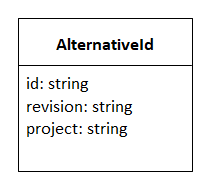 AlternativeId
id: string
revision: string
project: string